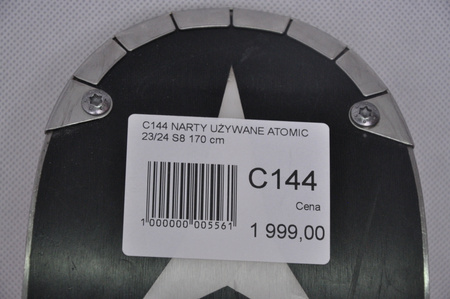 C144 NARTY UŻYWANE ATOMIC
23/24 S8 170 cm
C144
Cena
1 000000 005561
1 999,00